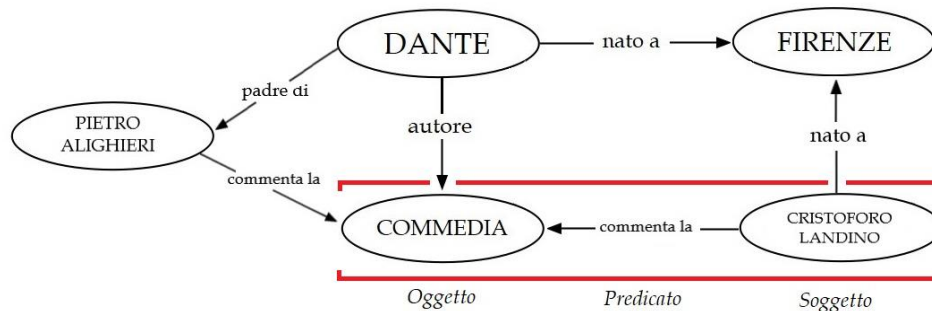 DANTE
nato a
FIRENZE
padre di
autore
nato a
PIETRO
ALIGHIERI
commenta la
COMMEDIA
commenta la
CRISTOFORO
LANDINO
Oggetto
Predicato
Soggetto